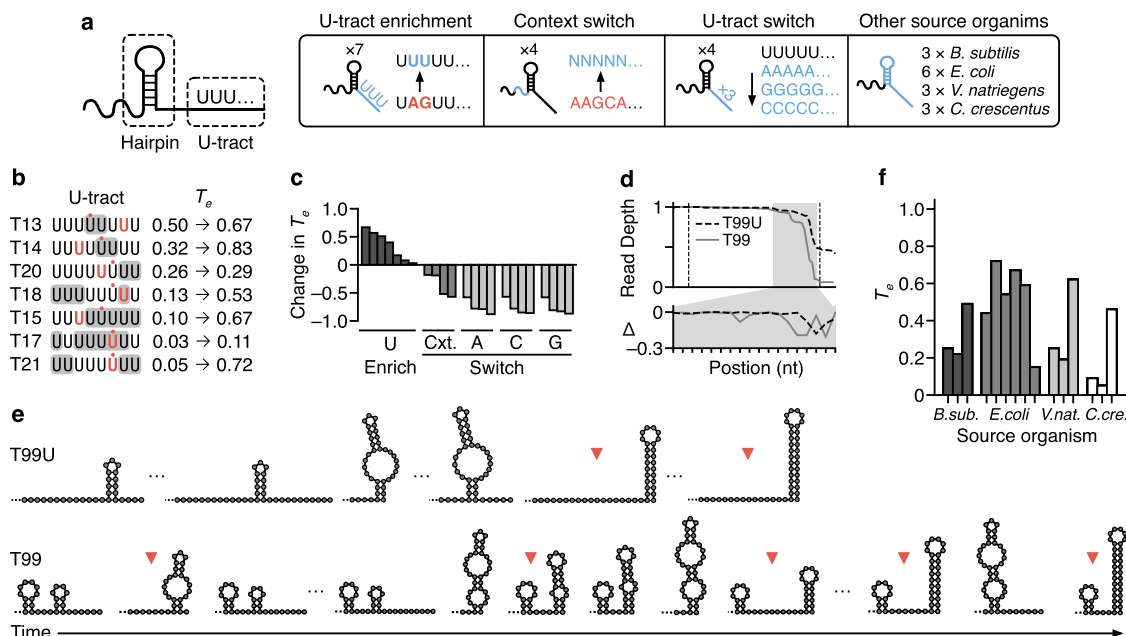 a
U-tract enrichment
Context switch
U-tract switch
Other source organims
UUU...
Hairpin
U-tract
×7
UUU
UUUUU...
UAGUU...
×4
NNNNN...
AAGCA...
×4
×3
UUUUU...
AAAAA...
GGGGG...
CCCCC...
3 × B. subtilis
6 × E. coli
3 × V. natriegens
3 × C. crescentus
b
U-tract Te
T13 UUUUUUUU 0.50 → 0.67
T14 UUUUUUUU 0.32 → 0.83
T20 UUUUUUUU 0.26 → 0.29
T18 UUUUUUUU 0.13 → 0.53
T15 UUUUUUUU 0.10 → 0.67
T17 UUUUUUUU 0.03 → 0.11
T21 UUUUUUUU 0.05 → 0.72
c
Change in Te
1.0
0.5
0
−0.5
−1.0
U
Cxt.
A
C
G
Enrich
Switch
d
Read Depth
1
0
T99U
T99
Δ
0
−0.3
Postion (nt)
f
Te
1.0
0.8
0.6
0.4
0.2
0
B.sub.
E.coli
V.nat.
C.cre.
Source organism
e
T99U
...
...
...
T99
...
...
Time